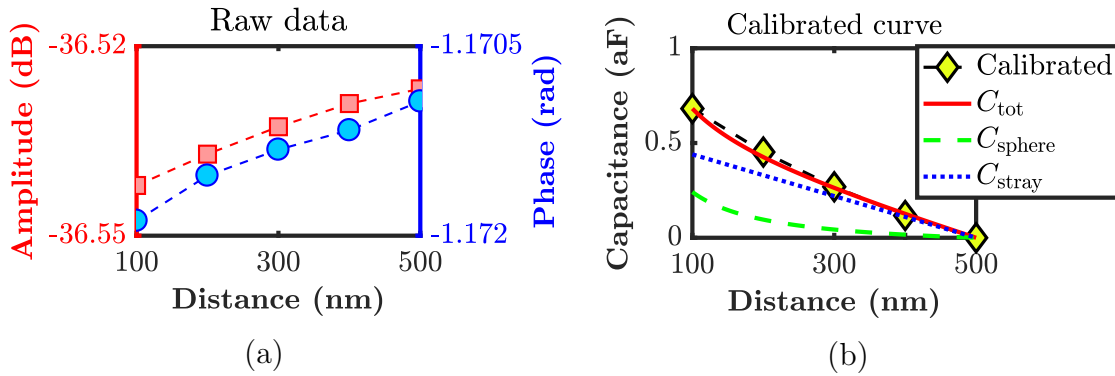 Raw data
-36.52
-36.55
Amplitude (dB)
-1.1705
-1.172
Phase (rad)
100
300
500
Distance (nm)
(a)
Calibrated curve
1
0.5
0
Capacitance (aF)
100
300
500
Distance (nm)
Calibrated
C_tot
C_sphere
C_stray
(b)